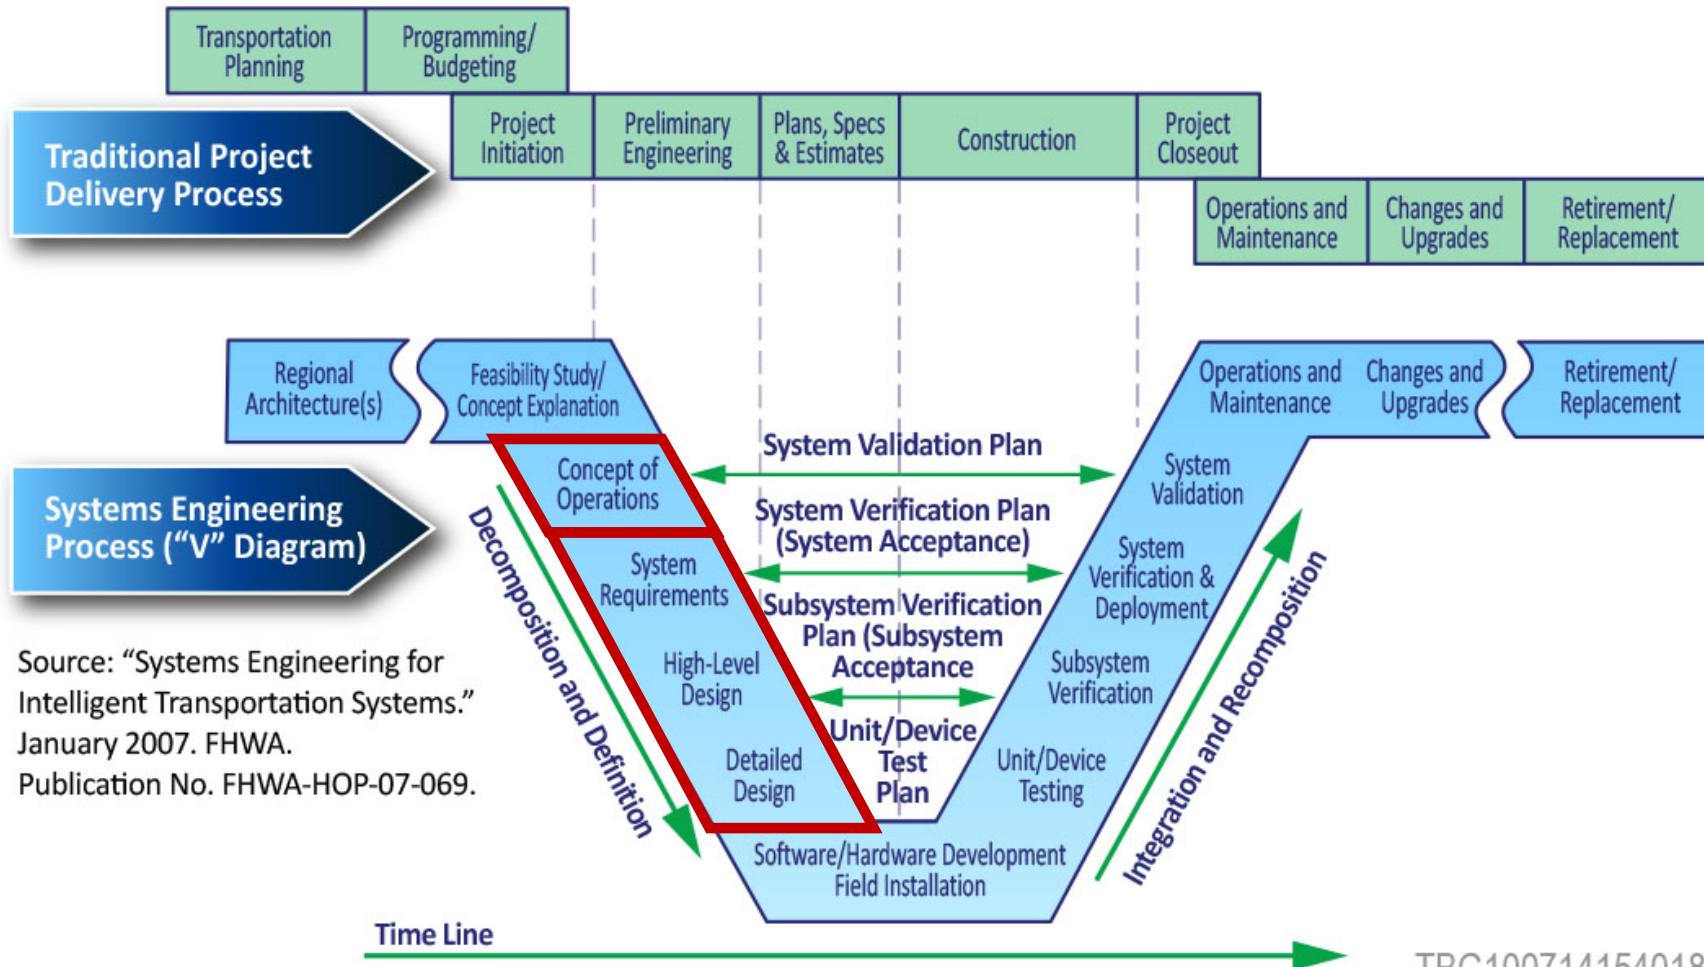 Transportation
Planning
Programming/
Budgeting
Project
Initiation
Preliminary
Engineering
Plans, Specs
& Estimates
Construction
Project
Closeout
Traditional Project
Delivery Process
Operations and
Maintenance
Changes and
Upgrades
Retirement/
Replacement
Regional
Architecture(s)
Feasibility Study/
Concept Explanation
Operations and
Maintenance
Changes and
Upgrades
Retirement/
Replacement
Systems Engineering
Process (“V” Diagram)
Concept of
Operations
System Validation Plan
System
Validation
System Verification Plan
(System Acceptance)
System
Requirements
System
Verification &
Deployment
Subsystem Verification
Plan (Subsystem
Acceptance
High-Level
Design
Subsystem
Verification
Unit/Device
Test
Plan
Detailed
Design
Unit/Device
Testing
Decomposition and Definition
Integration and Recomposition
Software/Hardware Development
Field Installation
Source: “Systems Engineering for
Intelligent Transportation Systems.”
January 2007. FHWA.
Publication No. FHWA-HOP-07-069.
Time Line